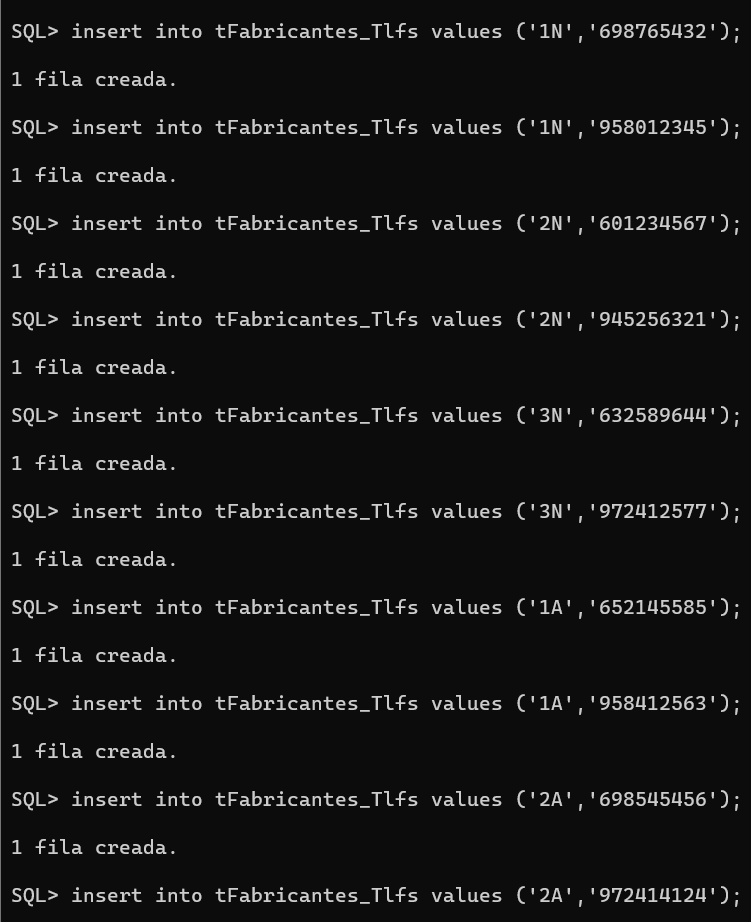 SQL> insert into tFabricantes_Tlfs values ('1N','698765432');
1 fila creada.
SQL> insert into tFabricantes_Tlfs values ('1N','958012345');
1 fila creada.
SQL> insert into tFabricantes_Tlfs values ('2N','601234567');
1 fila creada.
SQL> insert into tFabricantes_Tlfs values ('2N','945256321');
1 fila creada.
SQL> insert into tFabricantes_Tlfs values ('3N','632589644');
1 fila creada.
SQL> insert into tFabricantes_Tlfs values ('3N','972412577');
1 fila creada.
SQL> insert into tFabricantes_Tlfs values ('1A','652145585');
1 fila creada.
SQL> insert into tFabricantes_Tlfs values ('1A','958412563');
1 fila creada.
SQL> insert into tFabricantes_Tlfs values ('2A','698545456');
1 fila creada.
SQL> insert into tFabricantes_Tlfs values ('2A','972414124');